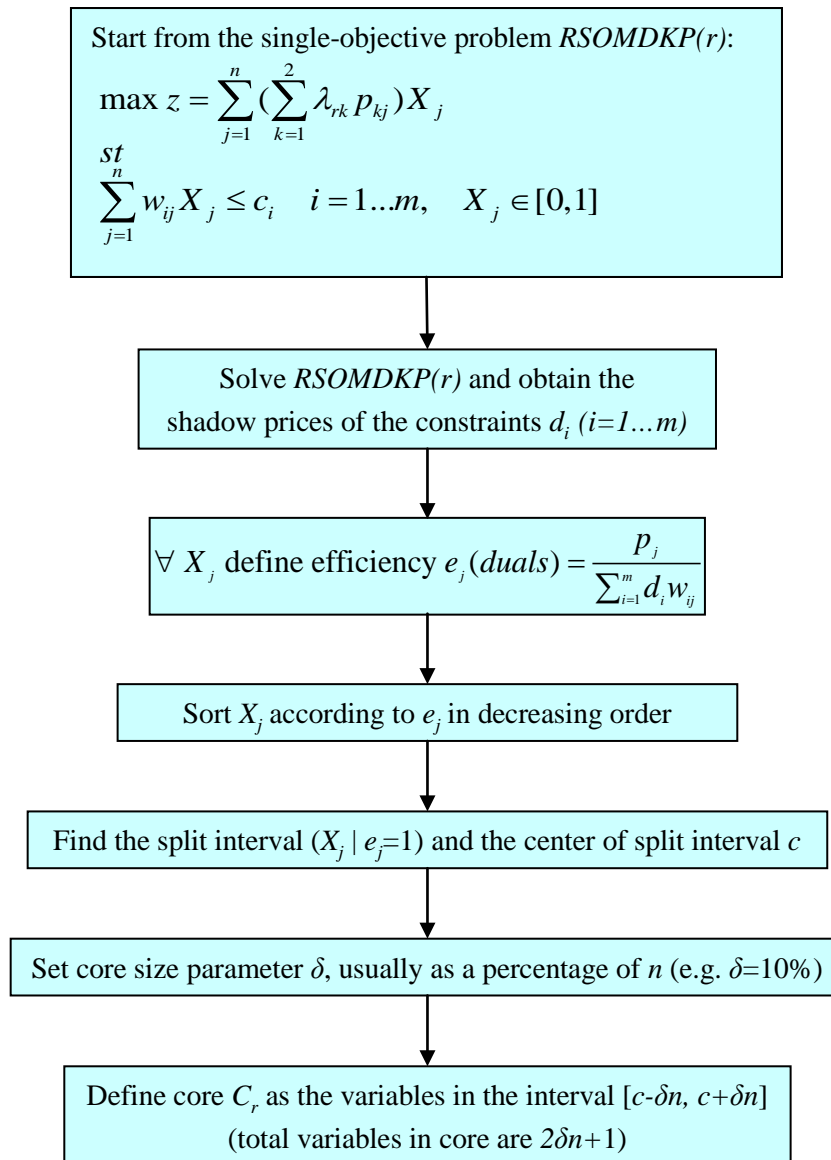 Start from the single-objective problem RSOMDKP(r):
max z = ∑_{j=1}^{n} (∑_{k=1}^{2} λ_{rk} p_{kj}) X_j
st
∑_{j=1}^{n} w_{ij} X_j ≤ c_i   i = 1...m,   X_j ∈ [0,1]
Solve RSOMDKP(r) and obtain the
shadow prices of the constraints d_i (i=1...m)
∀ X_j define efficiency e_j(duals) = p_j / ∑_{i=1}^{m} d_i w_{ij}
Sort X_j according to e_j in decreasing order
Find the split interval (X_j | e_j=1) and the center of split interval c
Set core size parameter δ, usually as a percentage of n (e.g. δ=10%)
Define core C_r as the variables in the interval [c-δn, c+δn]
(total variables in core are 2δn+1)